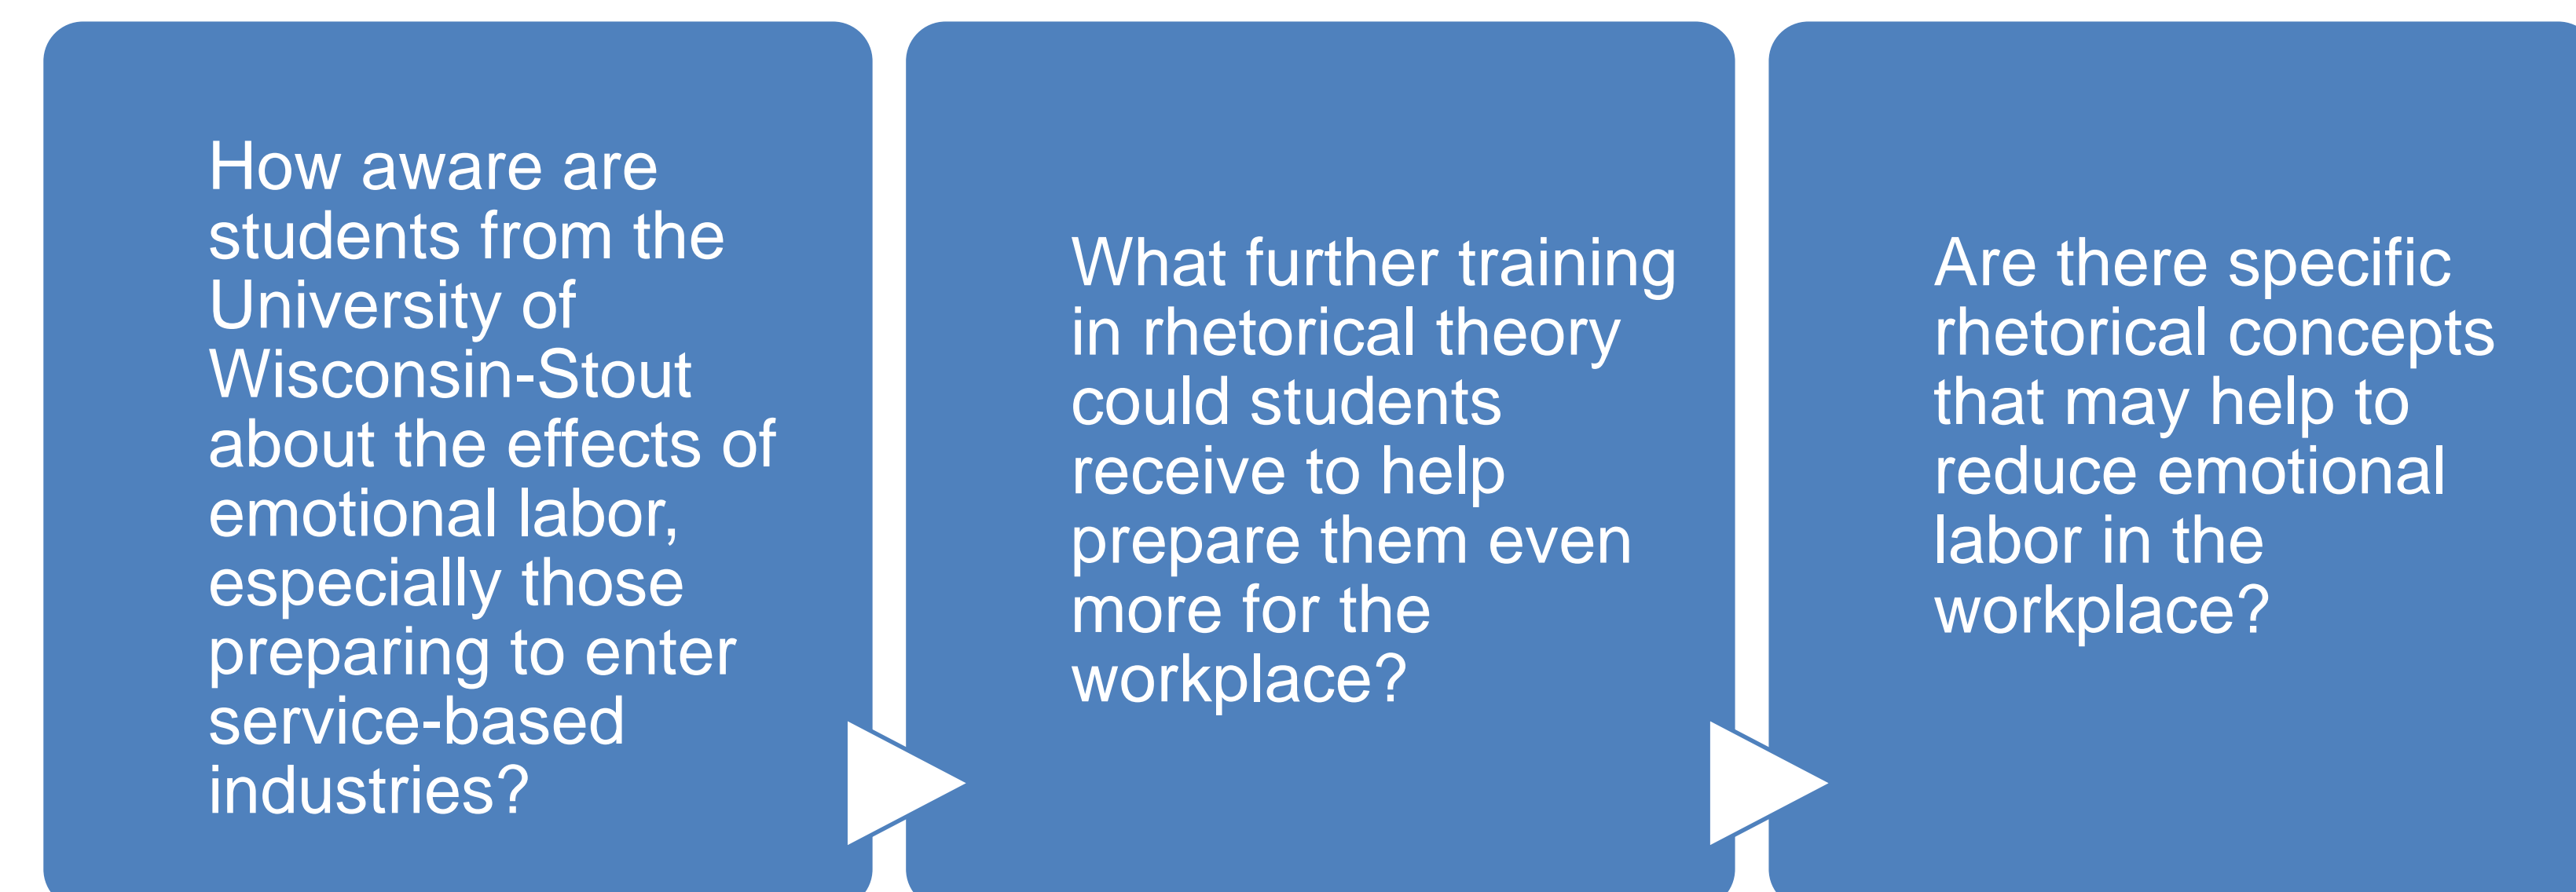 How aware are
students from the
University of
Wisconsin-Stout
about the effects of
emotional labor,
especially those
preparing to enter
service-based
industries?
What further training
in rhetorical theory
could students
receive to help
prepare them even
more for the
workplace?
Are there specific
rhetorical concepts
that may help to
reduce emotional
labor in the
workplace?